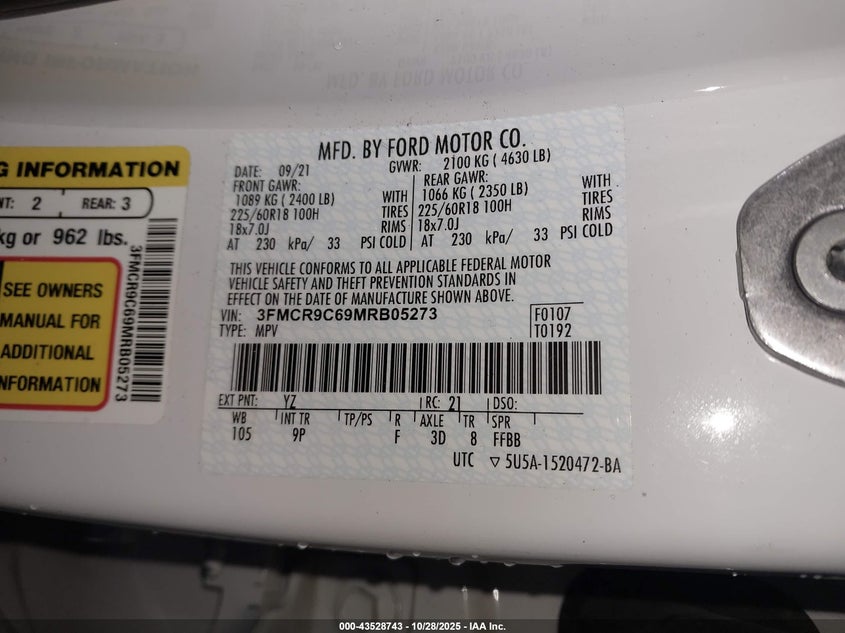 G INFORMATION
NT: 2 REAR: 3
kg or 962 lbs.
SEE OWNERS
MANUAL FOR
ADDITIONAL
INFORMATION
3FMCR9C69MRB05273
MFD. BY FORD MOTOR CO.
DATE: 09/21 GVWR: 2100 KG ( 4630 LB)
FRONT GAWR: REAR GAWR:
1089 KG ( 2400 LB) WITH 1066 KG ( 2350 LB) WITH
225/60R18 100H TIRES 225/60R18 100H TIRES
18x7.0J RIMS 18x7.0J RIMS
AT 230 kPa/ 33 PSI COLD AT 230 kPa/ 33 PSI COLD
THIS VEHICLE CONFORMS TO ALL APPLICABLE FEDERAL MOTOR
VEHICLE SAFETY AND THEFT PREVENTION STANDARDS IN
EFFECT ON THE DATE OF MANUFACTURE SHOWN ABOVE.
VIN: 3FMCR9C69MRB05273 F0107
TYPE: MPV T0192
EXT PNT: YZ RC: 21 DSO:
WB INT TR TP/PS R AXLE TR SPR
105 9P F 3D 8 FFBB
UTC ▽ 5U5A-1520472-BA
000-43528743 - 10/28/2025 - IAA Inc.